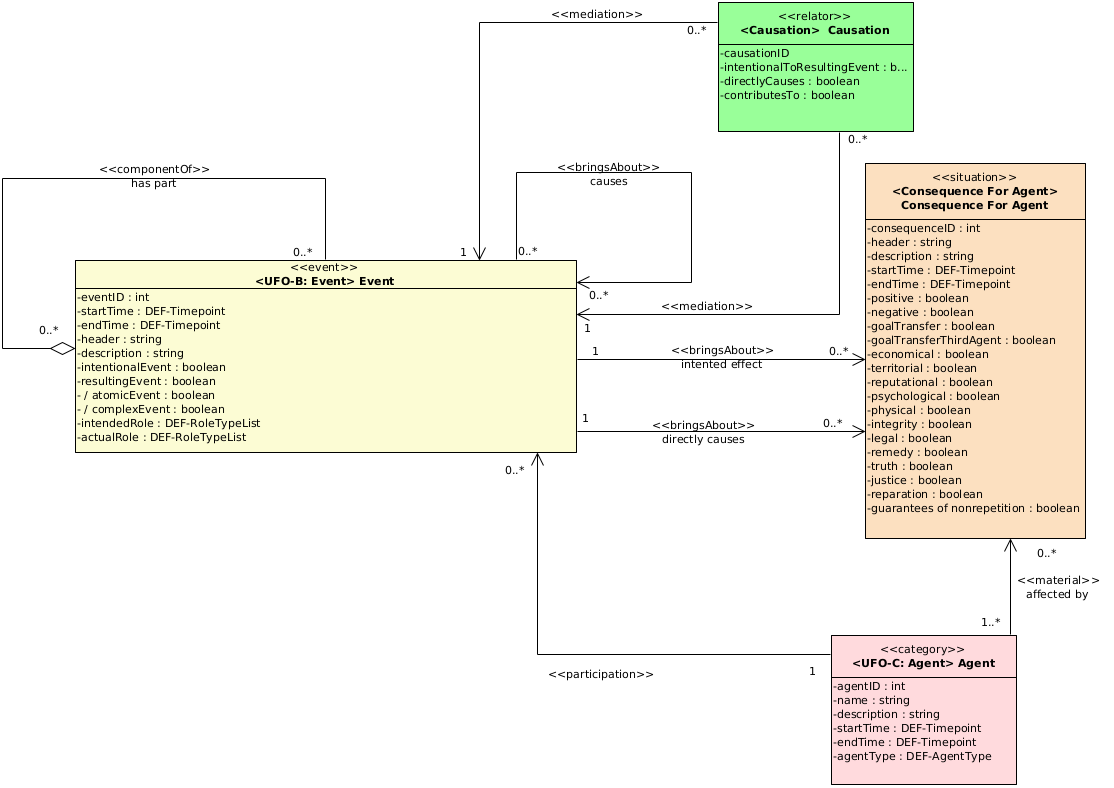 <<mediation>>
0..*
<<relator>>
<Causation>  Causation
-causationID
-intentionalToResultingEvent : b...
-directlyCauses : boolean
-contributesTo : boolean
0..*
<<componentOf>>
has part
0..*
0..*
<<bringsAbout>>
causes
1
0..*
0..*
<<mediation>>
1
<<event>>
<UFO-B: Event> Event
-eventID : int
-startTime : DEF-Timepoint
-endTime : DEF-Timepoint
-header : string
-description : string
-intentionalEvent : boolean
-resultingEvent : boolean
- / atomicEvent : boolean
- / complexEvent : boolean
-intendedRole : DEF-RoleTypeList
-actualRole : DEF-RoleTypeList
1
<<bringsAbout>>
intented effect
0..*
1
<<bringsAbout>>
directly causes
0..*
<<situation>>
<Consequence For Agent>
Consequence For Agent
-consequenceID : int
-header : string
-description : string
-startTime : DEF-Timepoint
-endTime : DEF-Timepoint
-positive : boolean
-negative : boolean
-goalTransfer : boolean
-goalTransferThirdAgent : boolean
-economical : boolean
-territorial : boolean
-reputational : boolean
-psychological : boolean
-physical : boolean
-integrity : boolean
-legal : boolean
-remedy : boolean
-truth : boolean
-justice : boolean
-reparation : boolean
-guarantees of nonrepetition : boolean
0..*
0..*
<<material>>
affected by
1..*
<<participation>>
1
<<category>>
<UFO-C: Agent> Agent
-agentID : int
-name : string
-description : string
-startTime : DEF-Timepoint
-endTime : DEF-Timepoint
-agentType : DEF-AgentType